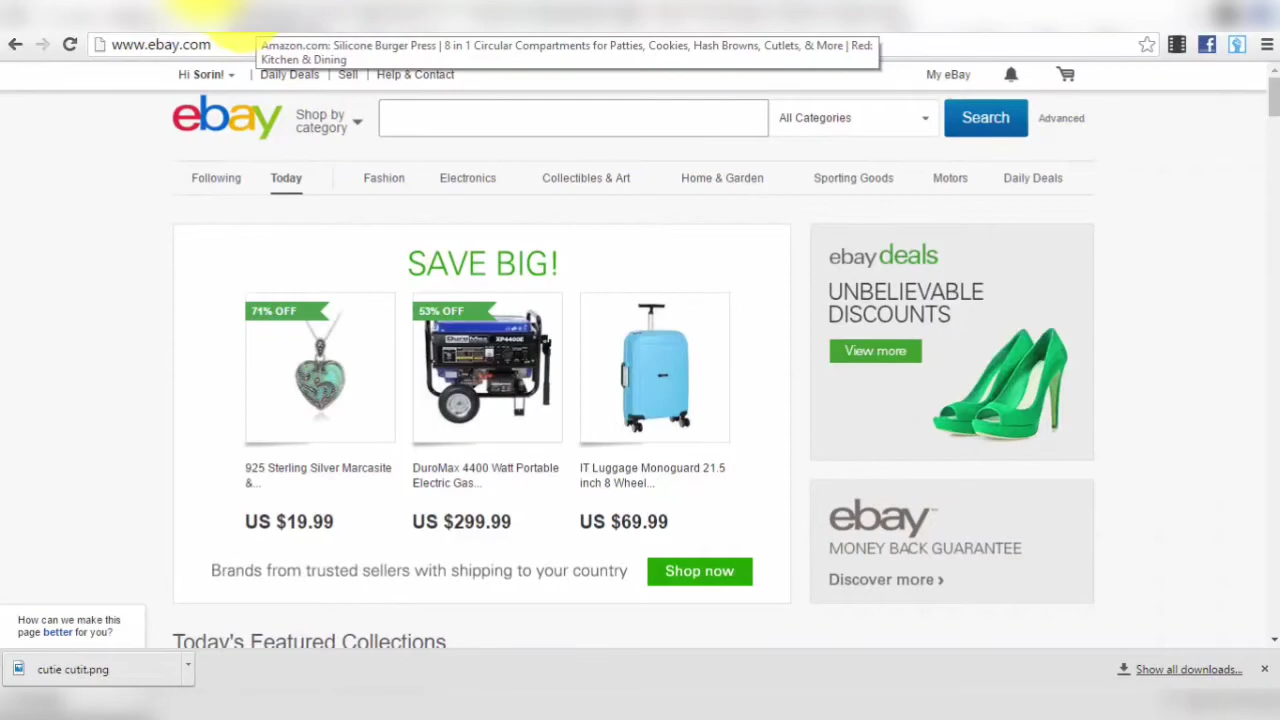 www.ebay.com
Amazon.com: Silicone Burger Press | 8 in 1 Circular Compartments for Patties, Cookies, Hash Browns, Cutlets, & More | Red:
Kitchen & Dining
Hi Sorin! Daily Deals Sell Help & Contact My eBay
ebay Shop by
category
All Categories Search Advanced
Following Today Fashion Electronics Collectibles & Art Home & Garden Sporting Goods Motors Daily Deals
SAVE BIG!
71% OFF
53% OFF
DuroMax XP4400E
925 Sterling Silver Marcasite
&...
US $19.99
DuroMax 4400 Watt Portable
Electric Gas...
US $299.99
IT Luggage Monoguard 21.5
inch 8 Wheel...
US $69.99
Brands from trusted sellers with shipping to your country Shop now
ebay deals
UNBELIEVABLE
DISCOUNTS
View more
ebay™
MONEY BACK GUARANTEE
Discover more ›
How can we make this
page better for you?
Today's Featured Collections
cutie cutit.png
Show all downloads...